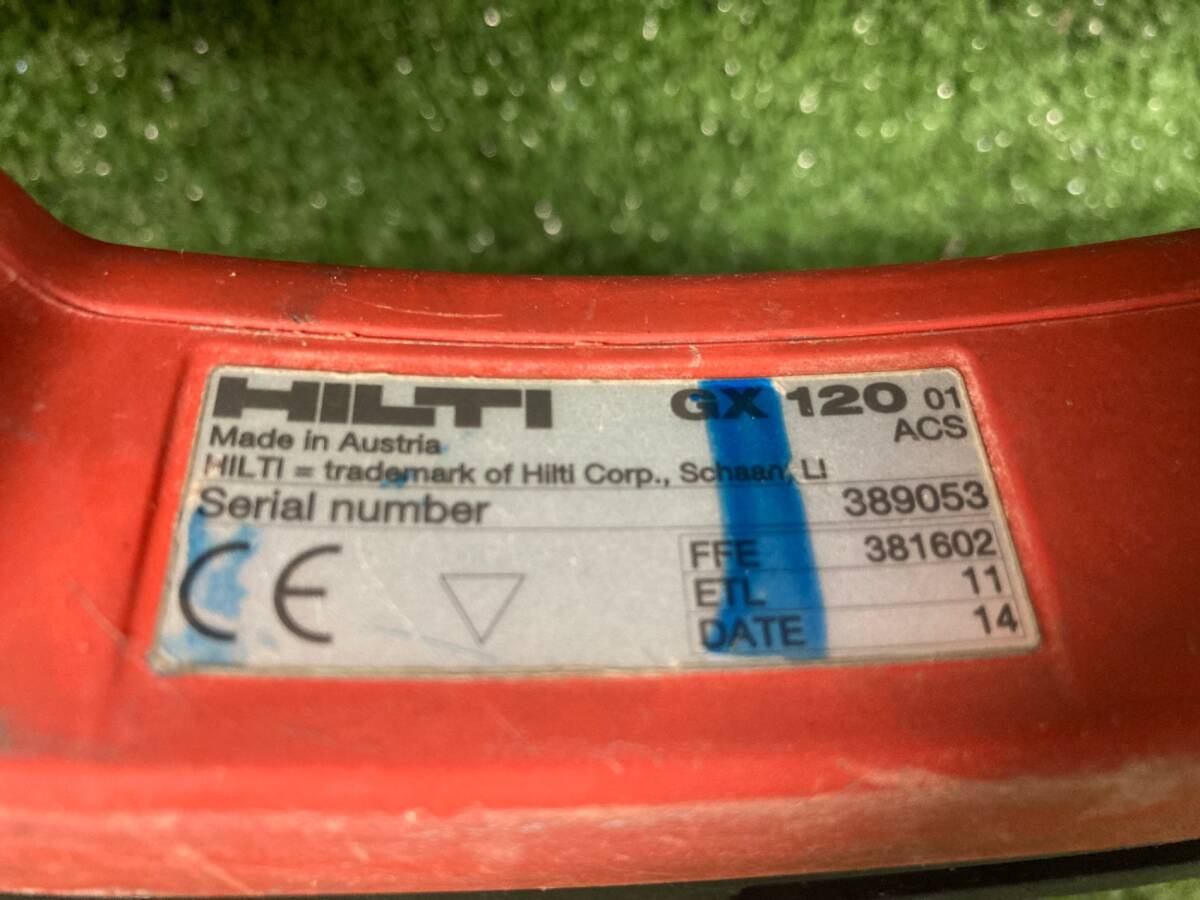 HILTI GX 120 01
Made in Austria ACS
HILTI = trademark of Hilti Corp., Schaan, LI
Serial number 389053
CE FFE 381602
ETL 11
DATE 14